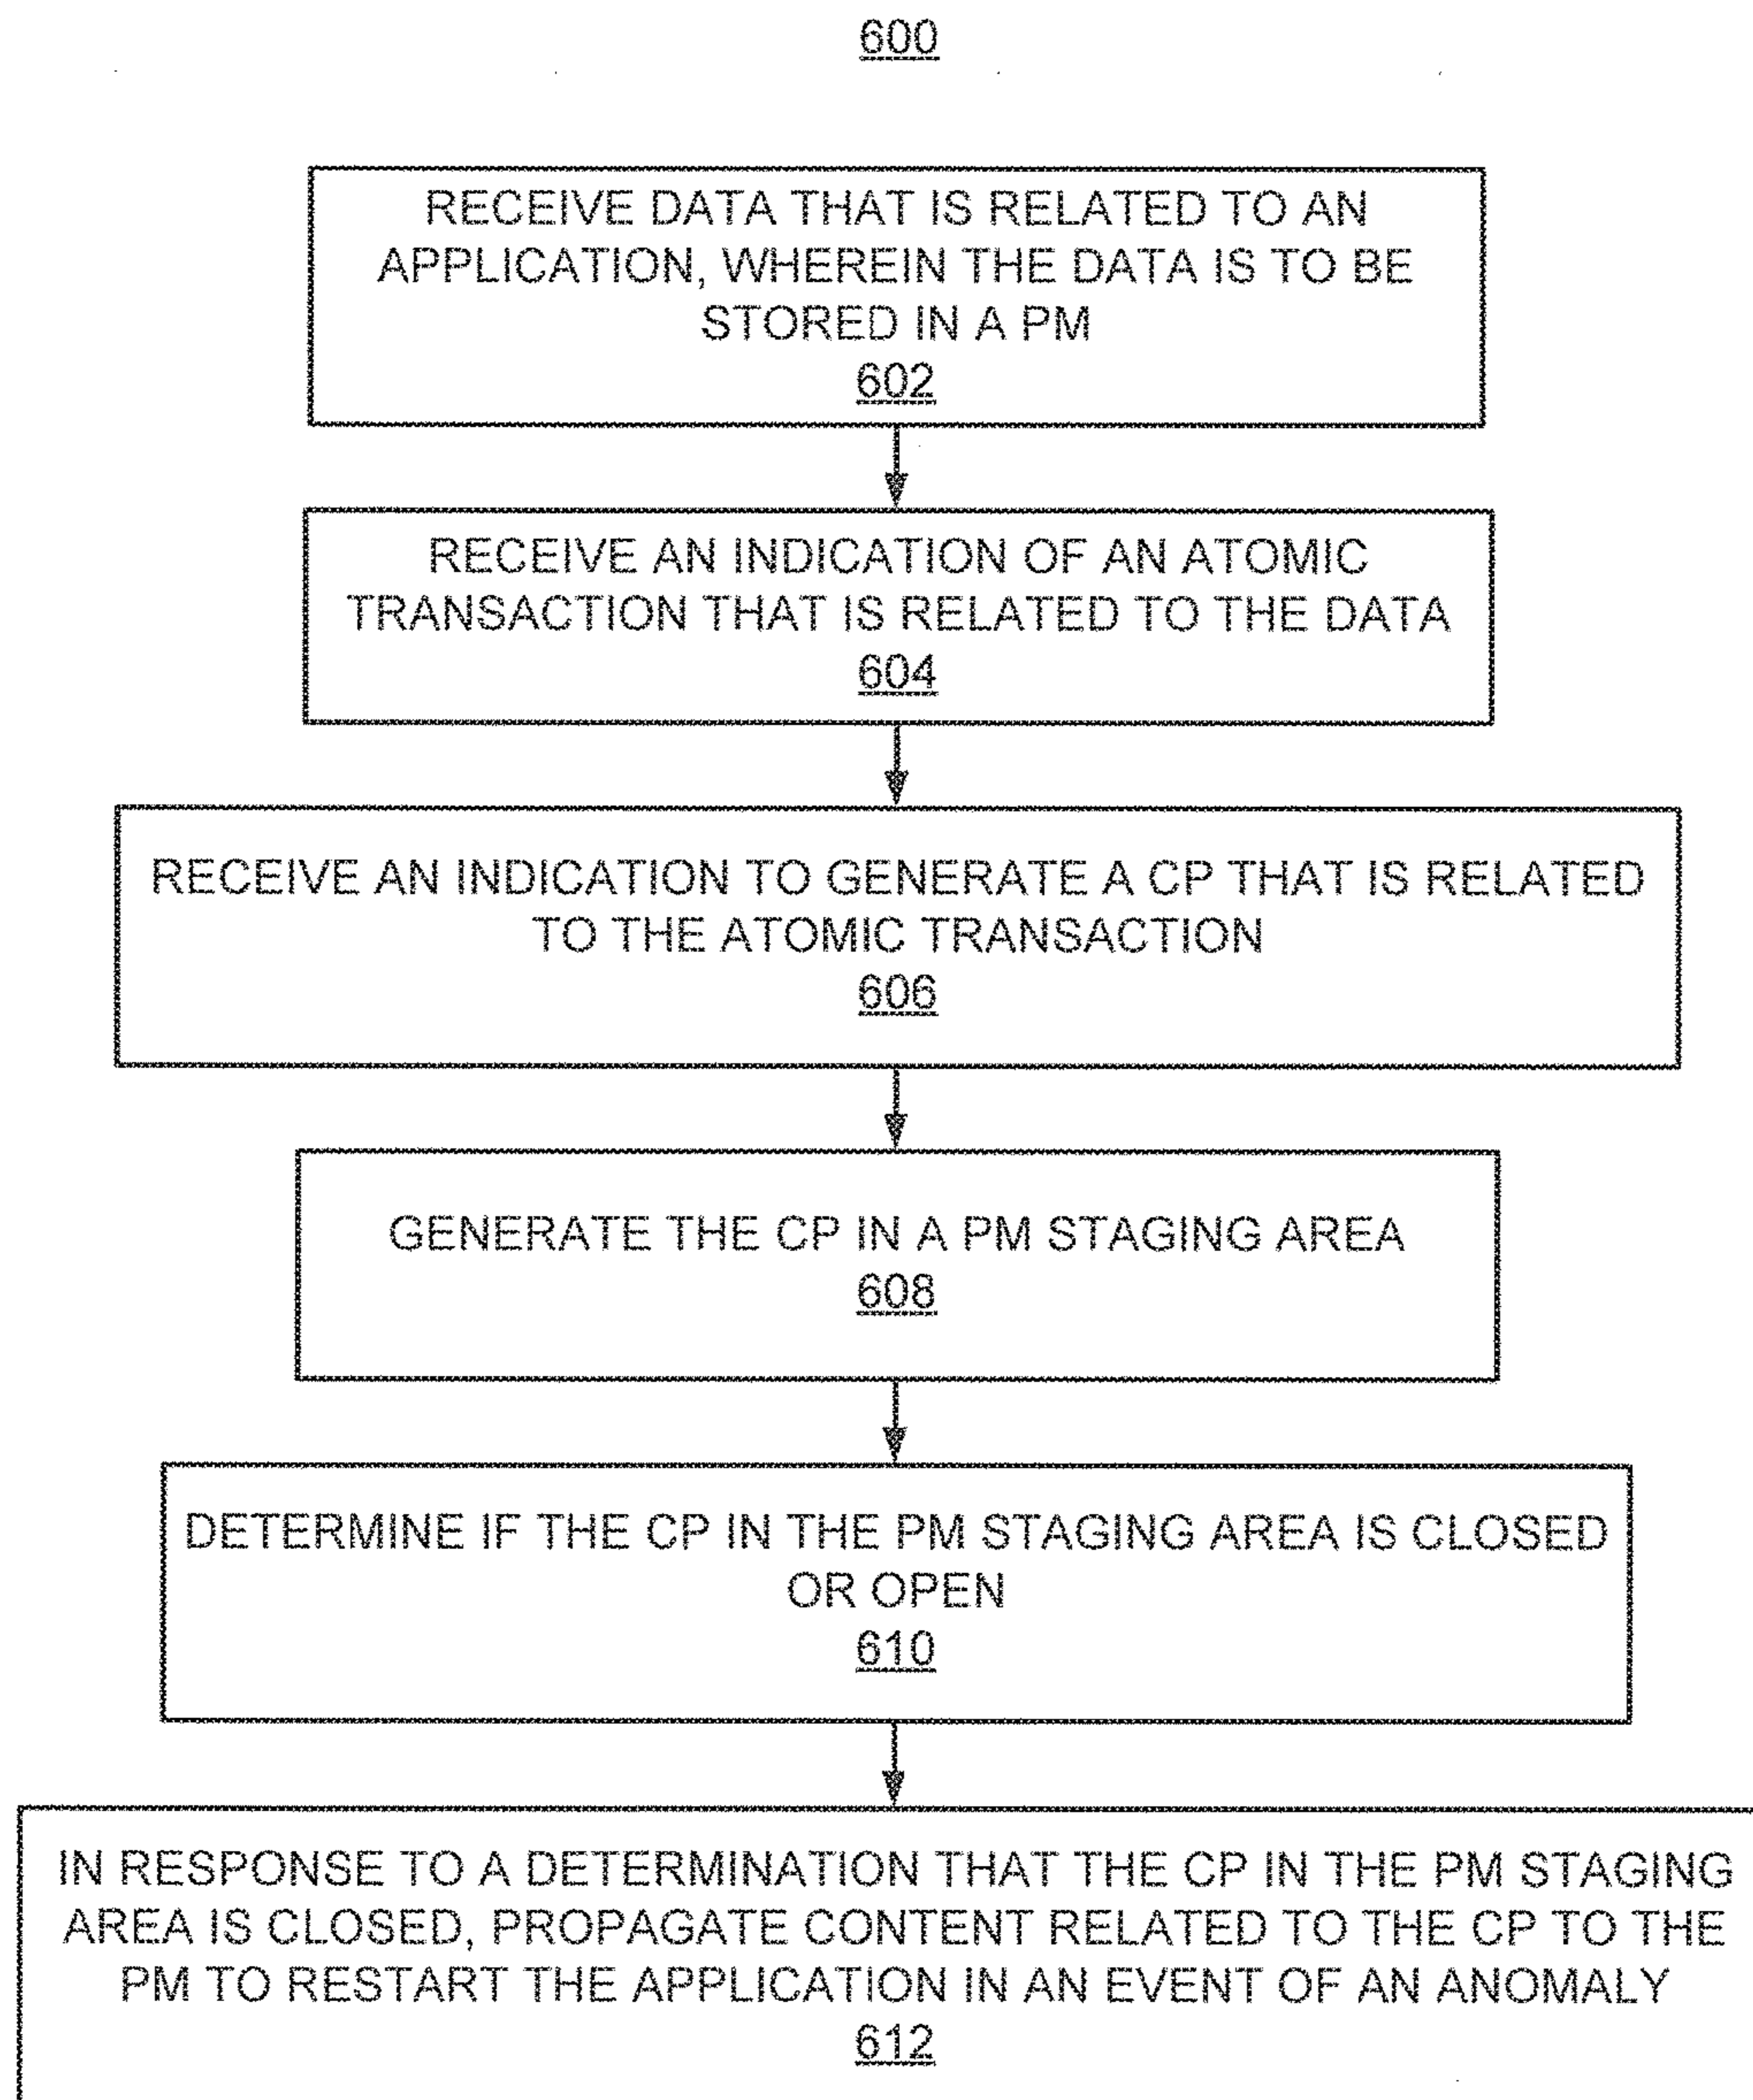 600
RECEIVE DATA THAT IS RELATED TO AN
APPLICATION, WHEREIN THE DATA IS TO BE
STORED IN A PM
602
RECEIVE AN INDICATION OF AN ATOMIC
TRANSACTION THAT IS RELATED TO THE DATA
604
RECEIVE AN INDICATION TO GENERATE A CP THAT IS RELATED
TO THE ATOMIC TRANSACTION
606
GENERATE THE CP IN A PM STAGING AREA
608
DETERMINE IF THE CP IN THE PM STAGING AREA IS CLOSED
OR OPEN
610
IN RESPONSE TO A DETERMINATION THAT THE CP IN THE PM STAGING
AREA IS CLOSED, PROPAGATE CONTENT RELATED TO THE CP TO THE
PM TO RESTART THE APPLICATION IN AN EVENT OF AN ANOMALY
612